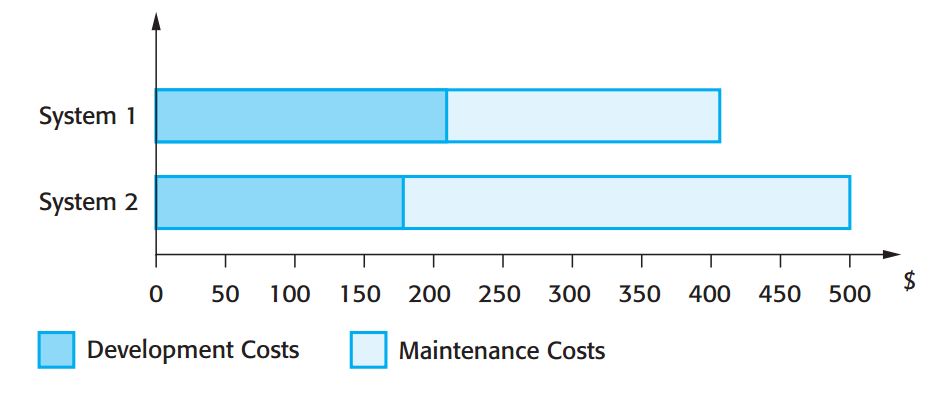 System 1
System 2
0 50 100 150 200 250 300 350 400 450 500 $
Development Costs Maintenance Costs